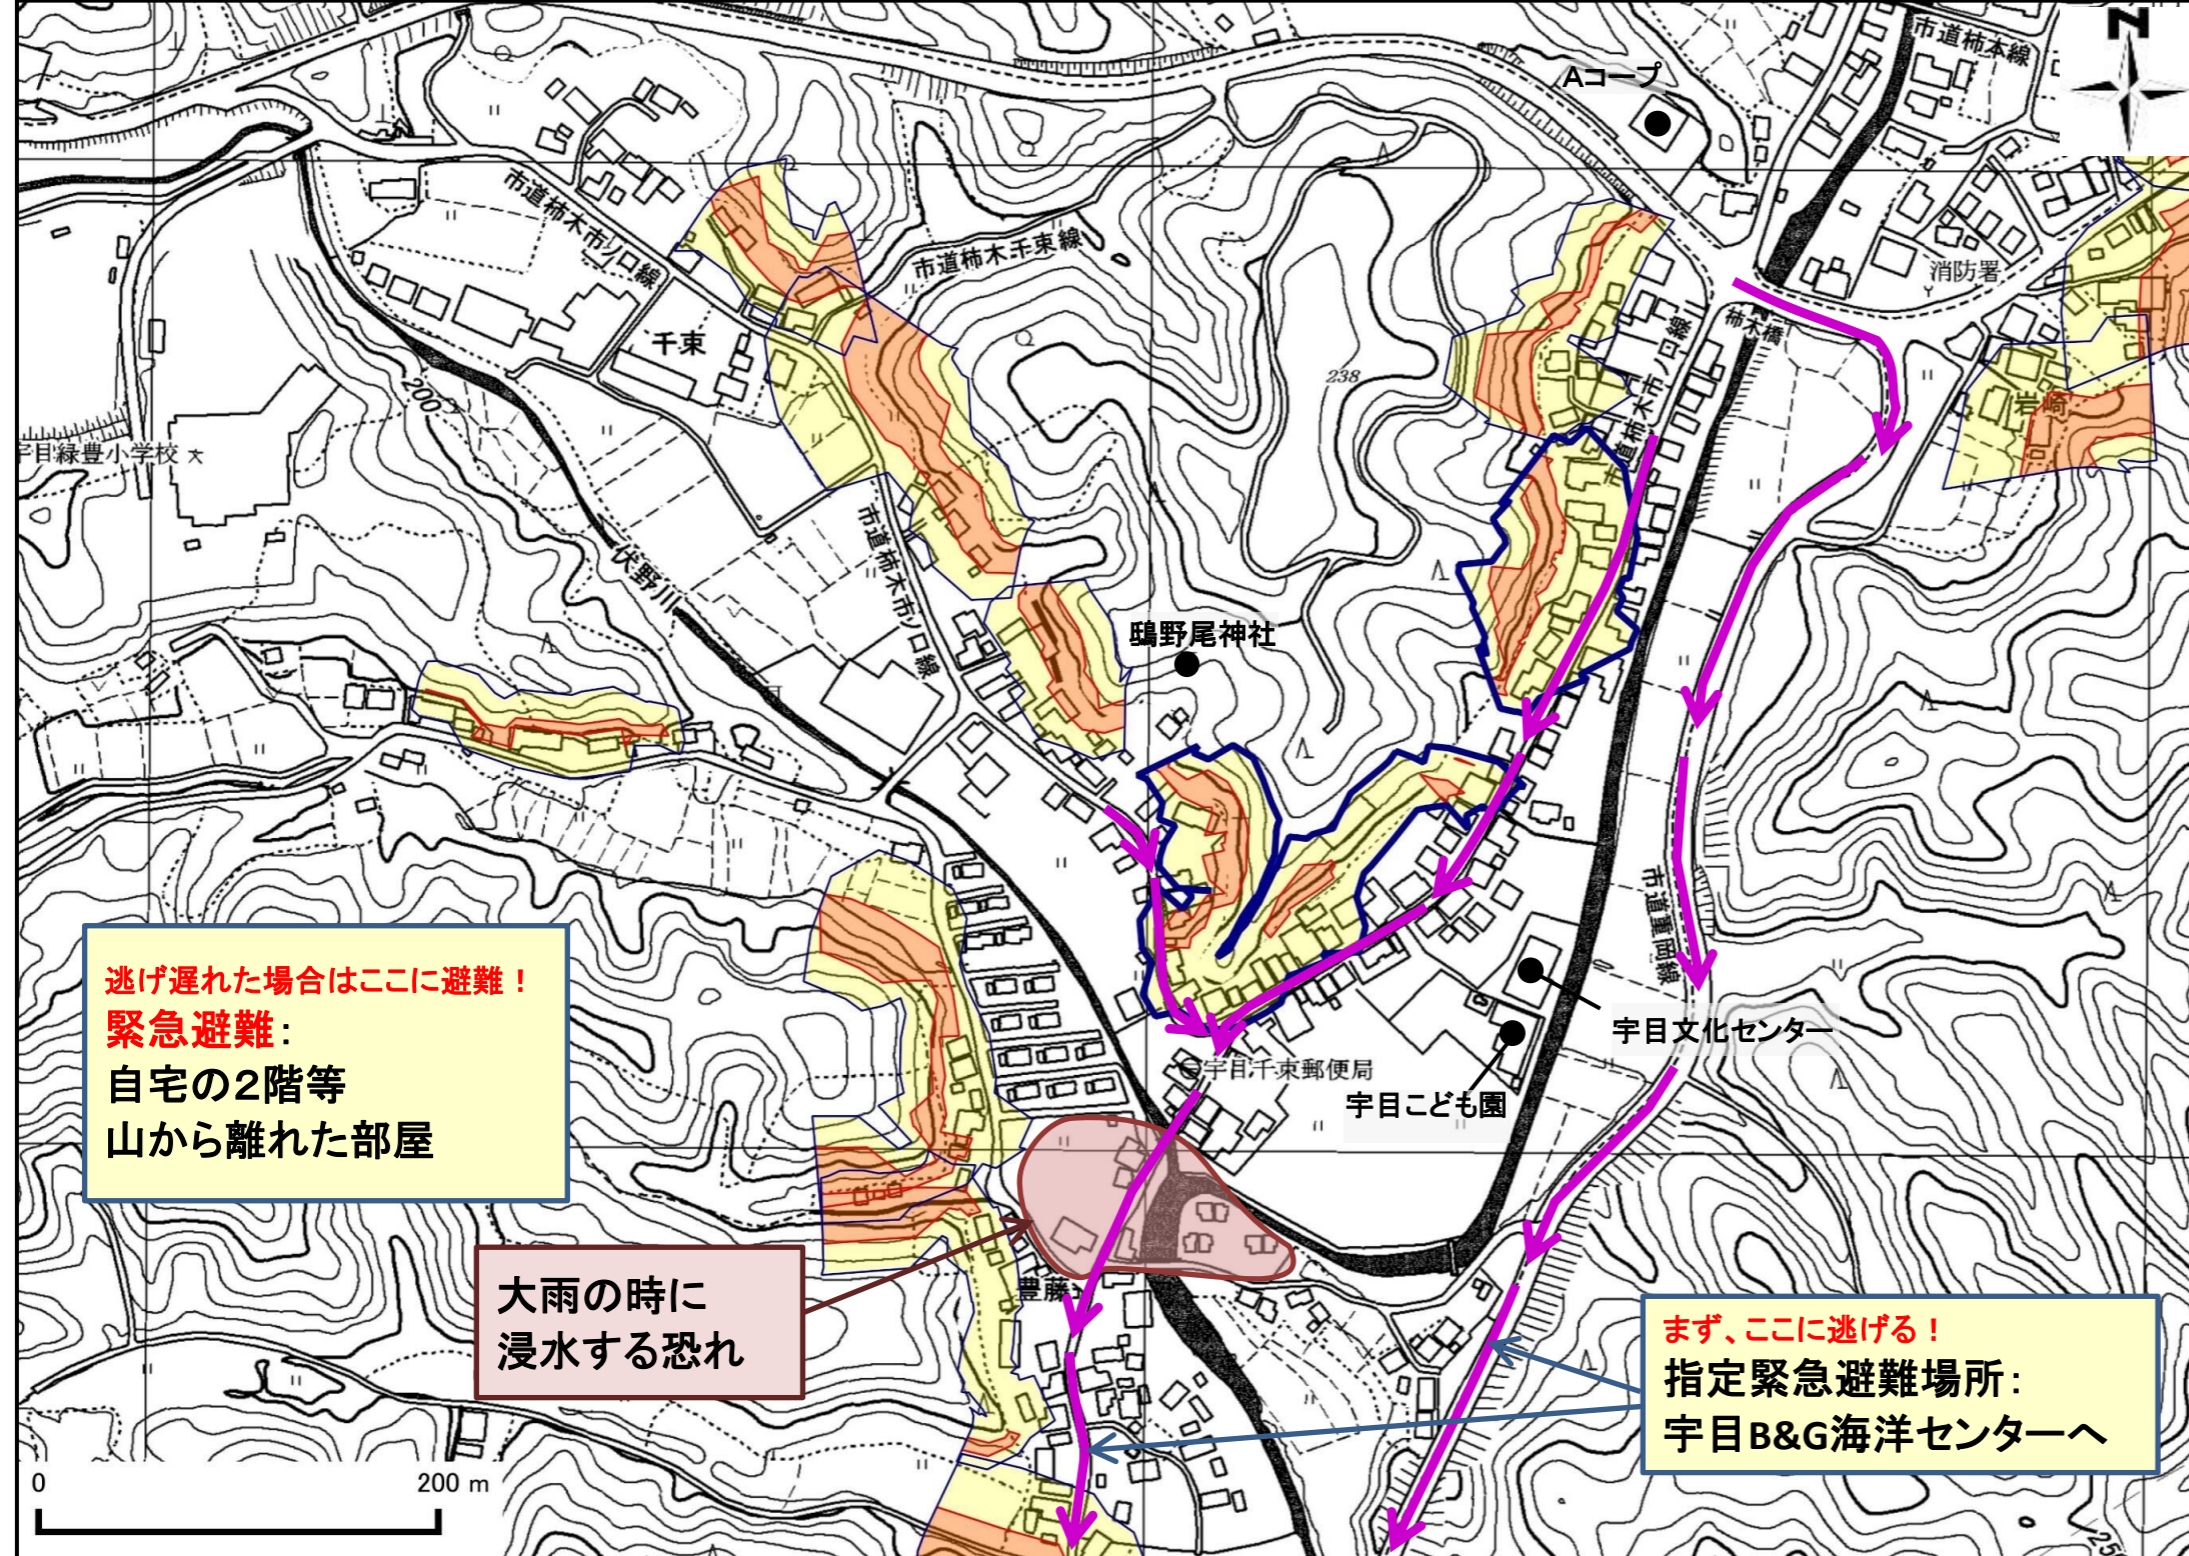 市道柿本線
N
Aコープ
市道柿木市ノ口線
市道柿木千束線
消防署
柿木橋
千束
238
市道柿木市ノ口線
岩崎
200
宇目緑豊小学校
市道柿木市ノ口線
伏野川
鴟野尾神社
市道重岡線
逃げ遅れた場合はここに避難！
緊急避難：
自宅の2階等
山から離れた部屋
宇目文化センター
宇目千束郵便局
宇目こども園
大雨の時に
浸水する恐れ
豊藤
まず、ここに逃げる！
指定緊急避難場所：
宇目B&G海洋センターへ
0
200 m